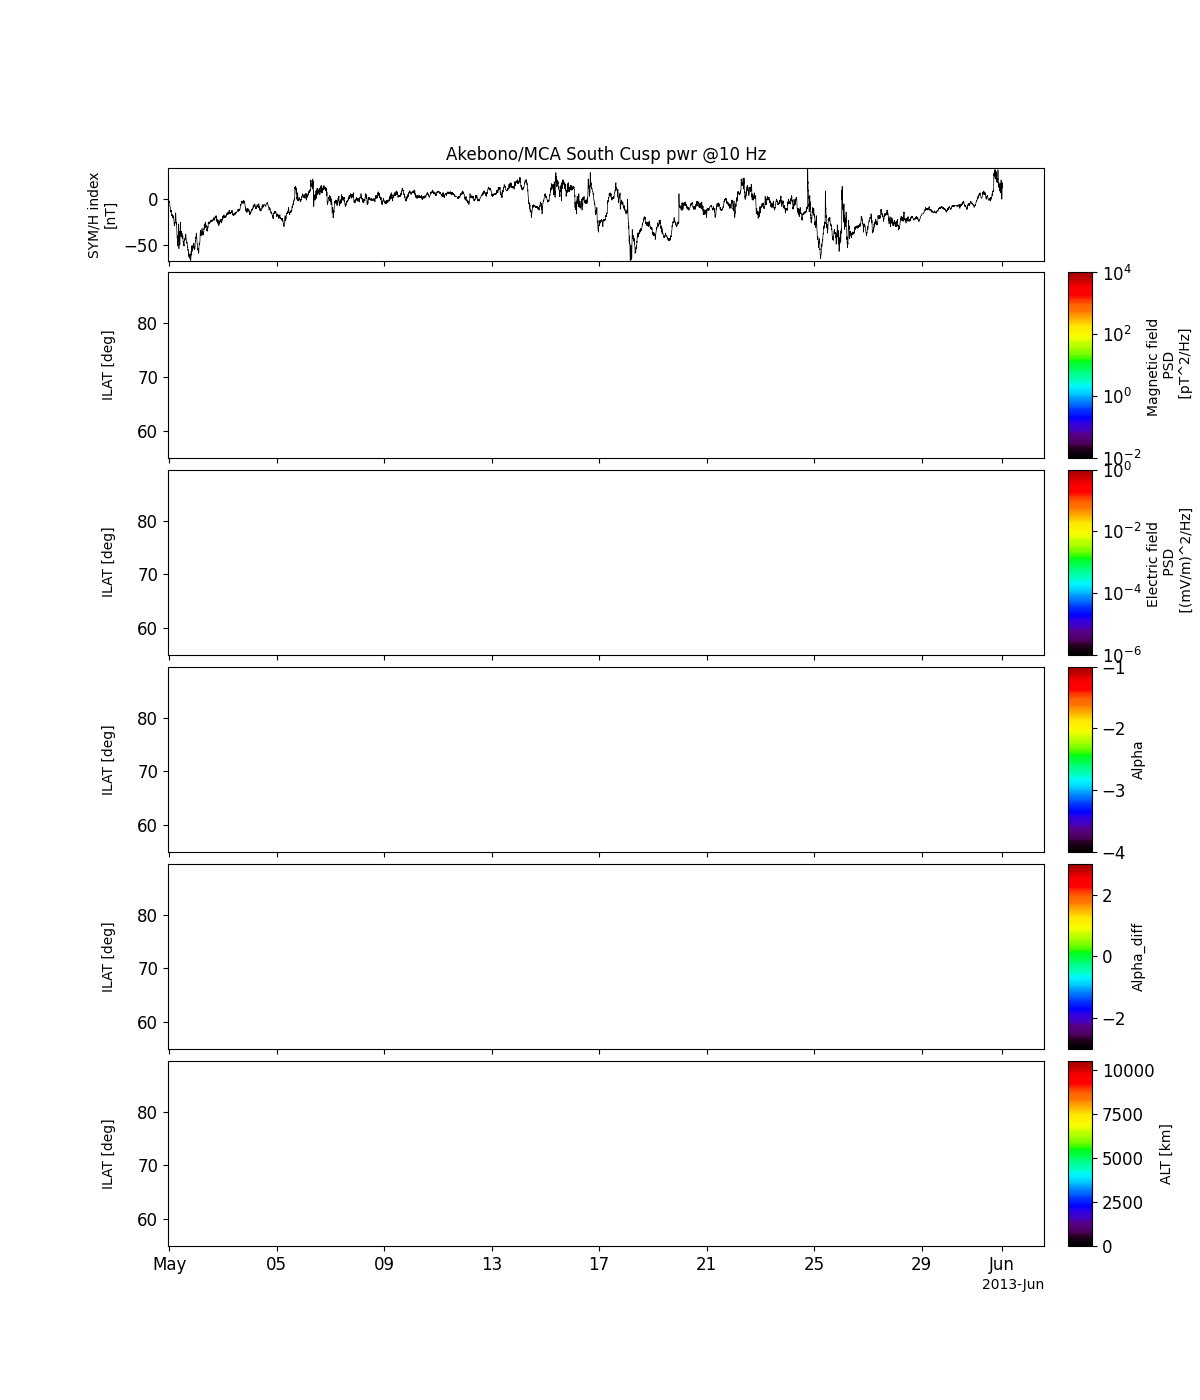 Akebono/MCA South Cusp pwr @10 Hz
SYM/H index
[nT]
0
−50
ILAT [deg]
80
70
60
10^4
10^2
10^0
10^−2
Magnetic field
PSD
[pT^2/Hz]
ILAT [deg]
80
70
60
10^0
10^−2
10^−4
10^−6
Electric field
PSD
[(mV/m)^2/Hz]
ILAT [deg]
80
70
60
−1
−2
−3
−4
Alpha
ILAT [deg]
80
70
60
2
0
−2
Alpha_diff
ILAT [deg]
80
70
60
10000
7500
5000
2500
0
ALT [km]
May 05 09 13 17 21 25 29 Jun
2013-Jun